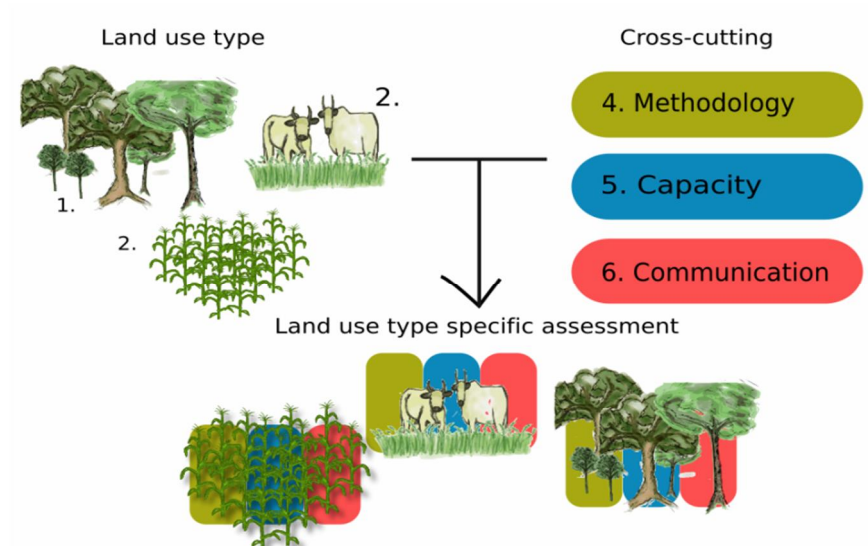 Land use type
Cross-cutting
2.
4. Methodology
5. Capacity
1.
2.
6. Communication
Land use type specific assessment